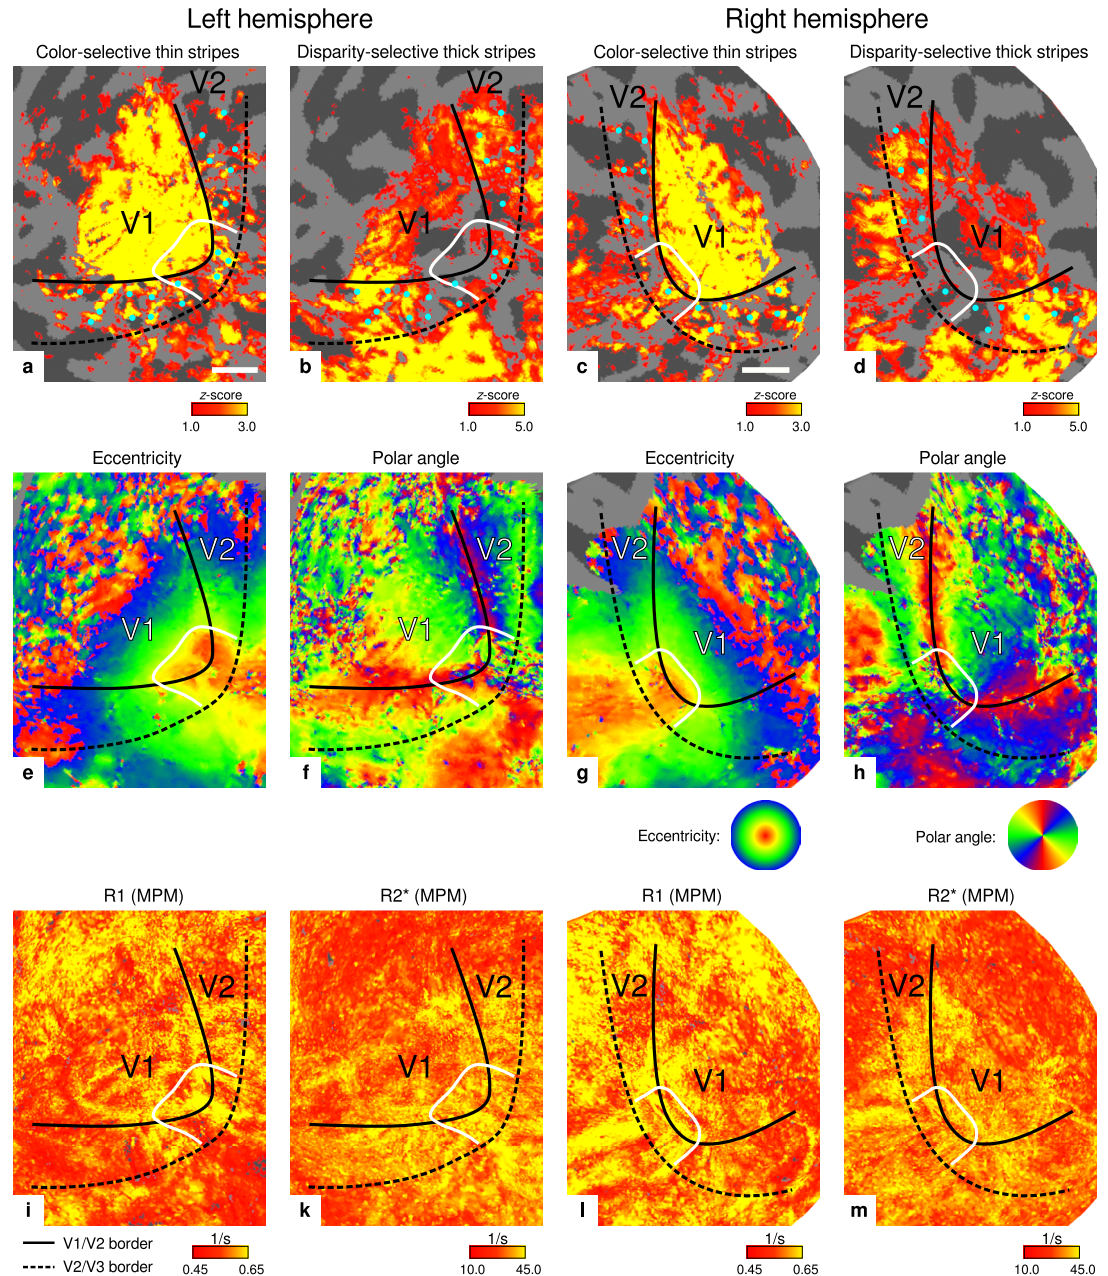 Left hemisphere
Right hemisphere
Color-selective thin stripes
Disparity-selective thick stripes
Color-selective thin stripes
Disparity-selective thick stripes
V2
V2
V2
V2
V1
V1
V1
V1
a
b
c
d
z-score
z-score
z-score
z-score
1.0 3.0
1.0 5.0
1.0 3.0
1.0 5.0
Eccentricity
Polar angle
Eccentricity
Polar angle
V2
V2
V2
V2
V1
V1
V1
V1
e
f
g
h
Eccentricity:
Polar angle:
R1 (MPM)
R2* (MPM)
R1 (MPM)
R2* (MPM)
V2
V2
V2
V2
V1
V1
V1
V1
i
k
l
m
V1/V2 border
V2/V3 border
1/s
1/s
1/s
1/s
0.45 0.65
10.0 45.0
0.45 0.65
10.0 45.0